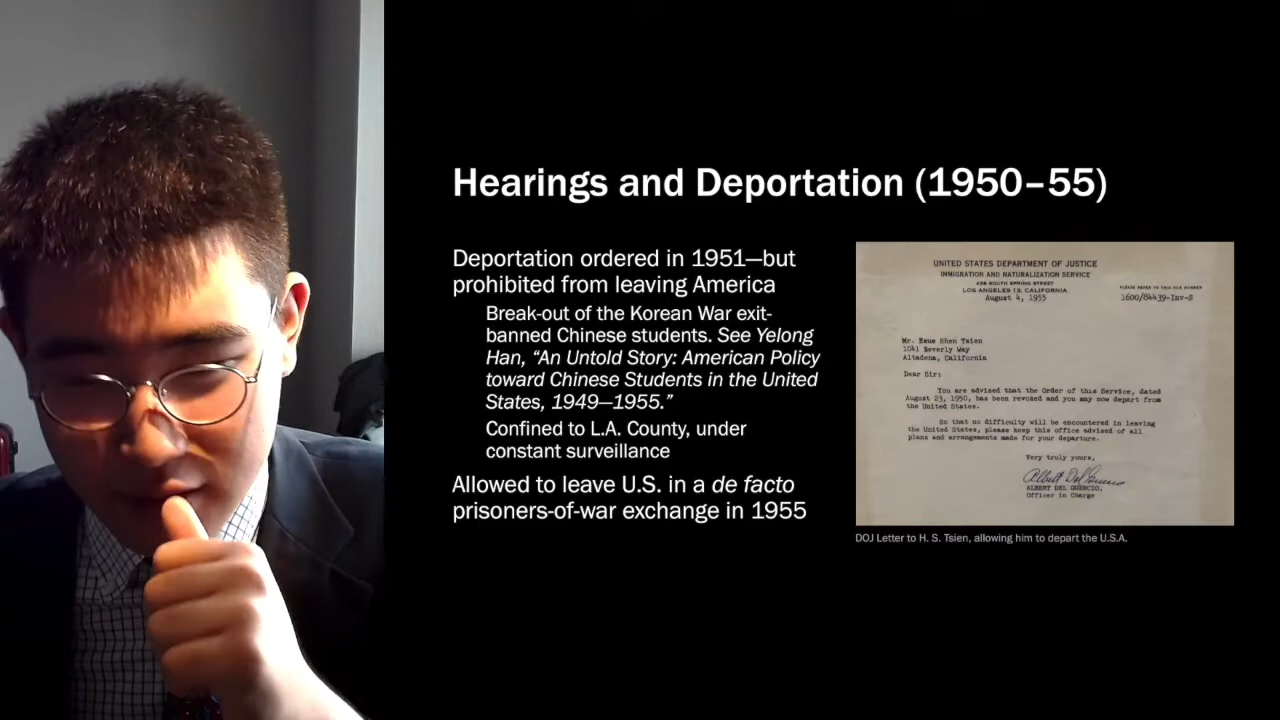 Hearings and Deportation (1950–55)
Deportation ordered in 1951—but
prohibited from leaving America
Break-out of the Korean War exit-
banned Chinese students. See Yelong
Han, “An Untold Story: American Policy
toward Chinese Students in the United
States, 1949—1955.”
Confined to L.A. County, under
constant surveillance
Allowed to leave U.S. in a de facto
prisoners-of-war exchange in 1955
UNITED STATES DEPARTMENT OF JUSTICE
IMMIGRATION AND NATURALIZATION SERVICE
458 SOUTH SPRING STREET
LOS ANGELES 13, CALIFORNIA
August 4, 1955
PLEASE REFER TO THIS FILE NUMBER
1600/84439-Inv-S
Mr. Hsue Shen Tsien
1041 Beverly Way
Altadena, California
Dear Sir:
You are advised that the Order of this Service, dated
August 23, 1950, has been revoked and you may now depart from
the United States.
So that no difficulty will be encountered in leaving
the United States, please keep this office advised of all
plans and arrangements made for your departure.
Very truly yours,
Albert Del Guercio
ALBERT DEL GUERCIO,
Officer in Charge
DOJ Letter to H. S. Tsien, allowing him to depart the U.S.A.